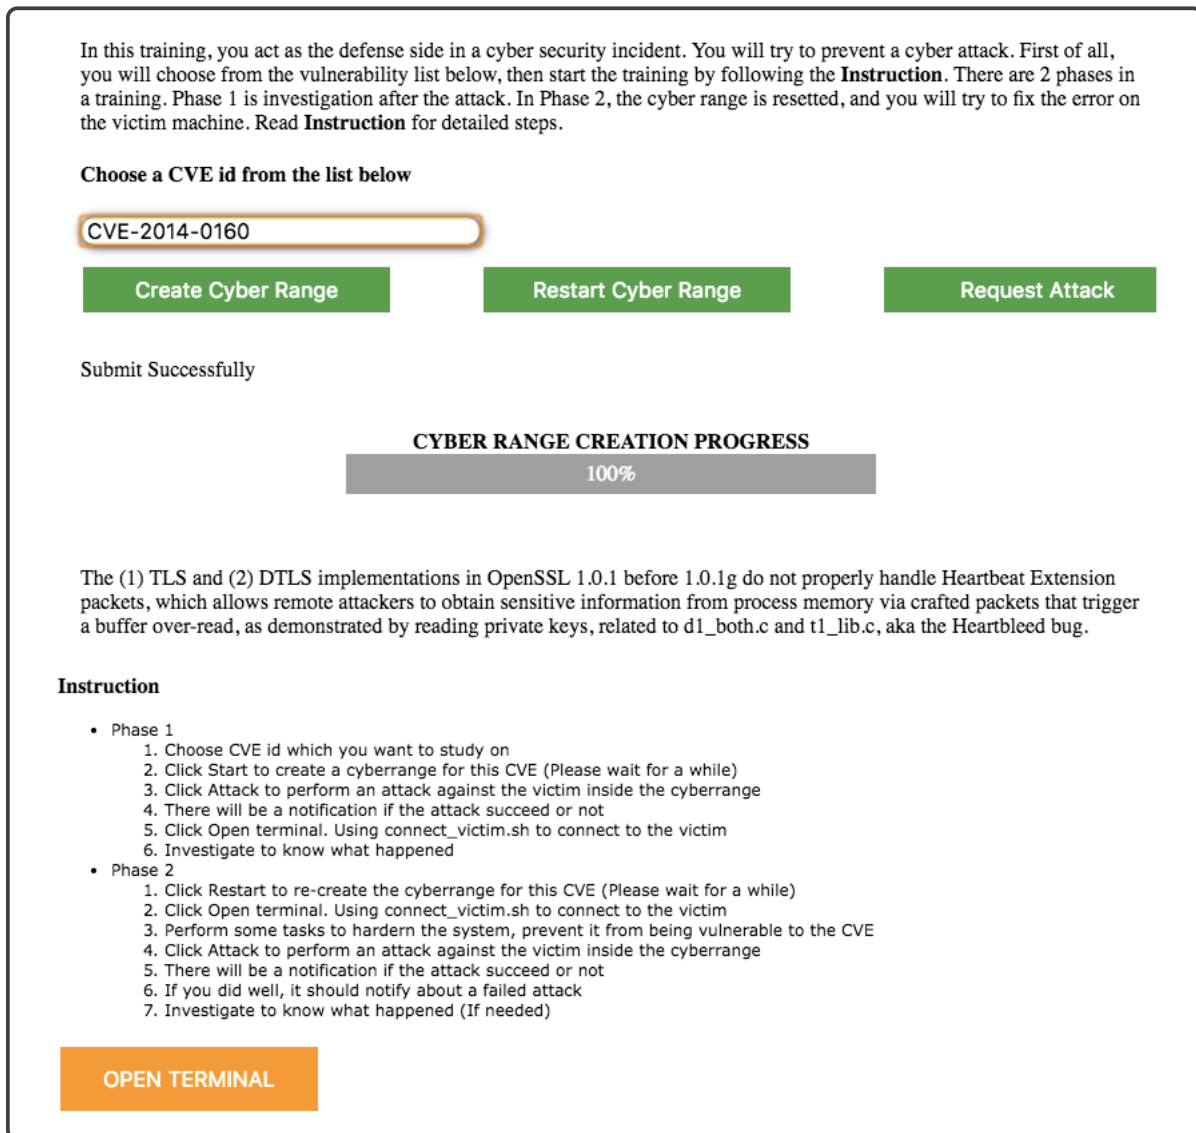 In this training, you act as the defense side in a cyber security incident. You will try to prevent a cyber attack. First of all,
you will choose from the vulnerability list below, then start the training by following the Instruction. There are 2 phases in
a training. Phase 1 is investigation after the attack. In Phase 2, the cyber range is resetted, and you will try to fix the error on
the victim machine. Read Instruction for detailed steps.
Choose a CVE id from the list below
CVE-2014-0160
Create Cyber Range
Restart Cyber Range
Request Attack
Submit Successfully
CYBER RANGE CREATION PROGRESS
100%
The (1) TLS and (2) DTLS implementations in OpenSSL 1.0.1 before 1.0.1g do not properly handle Heartbeat Extension
packets, which allows remote attackers to obtain sensitive information from process memory via crafted packets that trigger
a buffer over-read, as demonstrated by reading private keys, related to d1_both.c and t1_lib.c, aka the Heartbleed bug.
Instruction
• Phase 1
1. Choose CVE id which you want to study on
2. Click Start to create a cyberrange for this CVE (Please wait for a while)
3. Click Attack to perform an attack against the victim inside the cyberrange
4. There will be a notification if the attack succeed or not
5. Click Open terminal. Using connect_victim.sh to connect to the victim
6. Investigate to know what happened
• Phase 2
1. Click Restart to re-create the cyberrange for this CVE (Please wait for a while)
2. Click Open terminal. Using connect_victim.sh to connect to the victim
3. Perform some tasks to hardern the system, prevent it from being vulnerable to the CVE
4. Click Attack to perform an attack against the victim inside the cyberrange
5. There will be a notification if the attack succeed or not
6. If you did well, it should notify about a failed attack
7. Investigate to know what happened (If needed)
OPEN TERMINAL